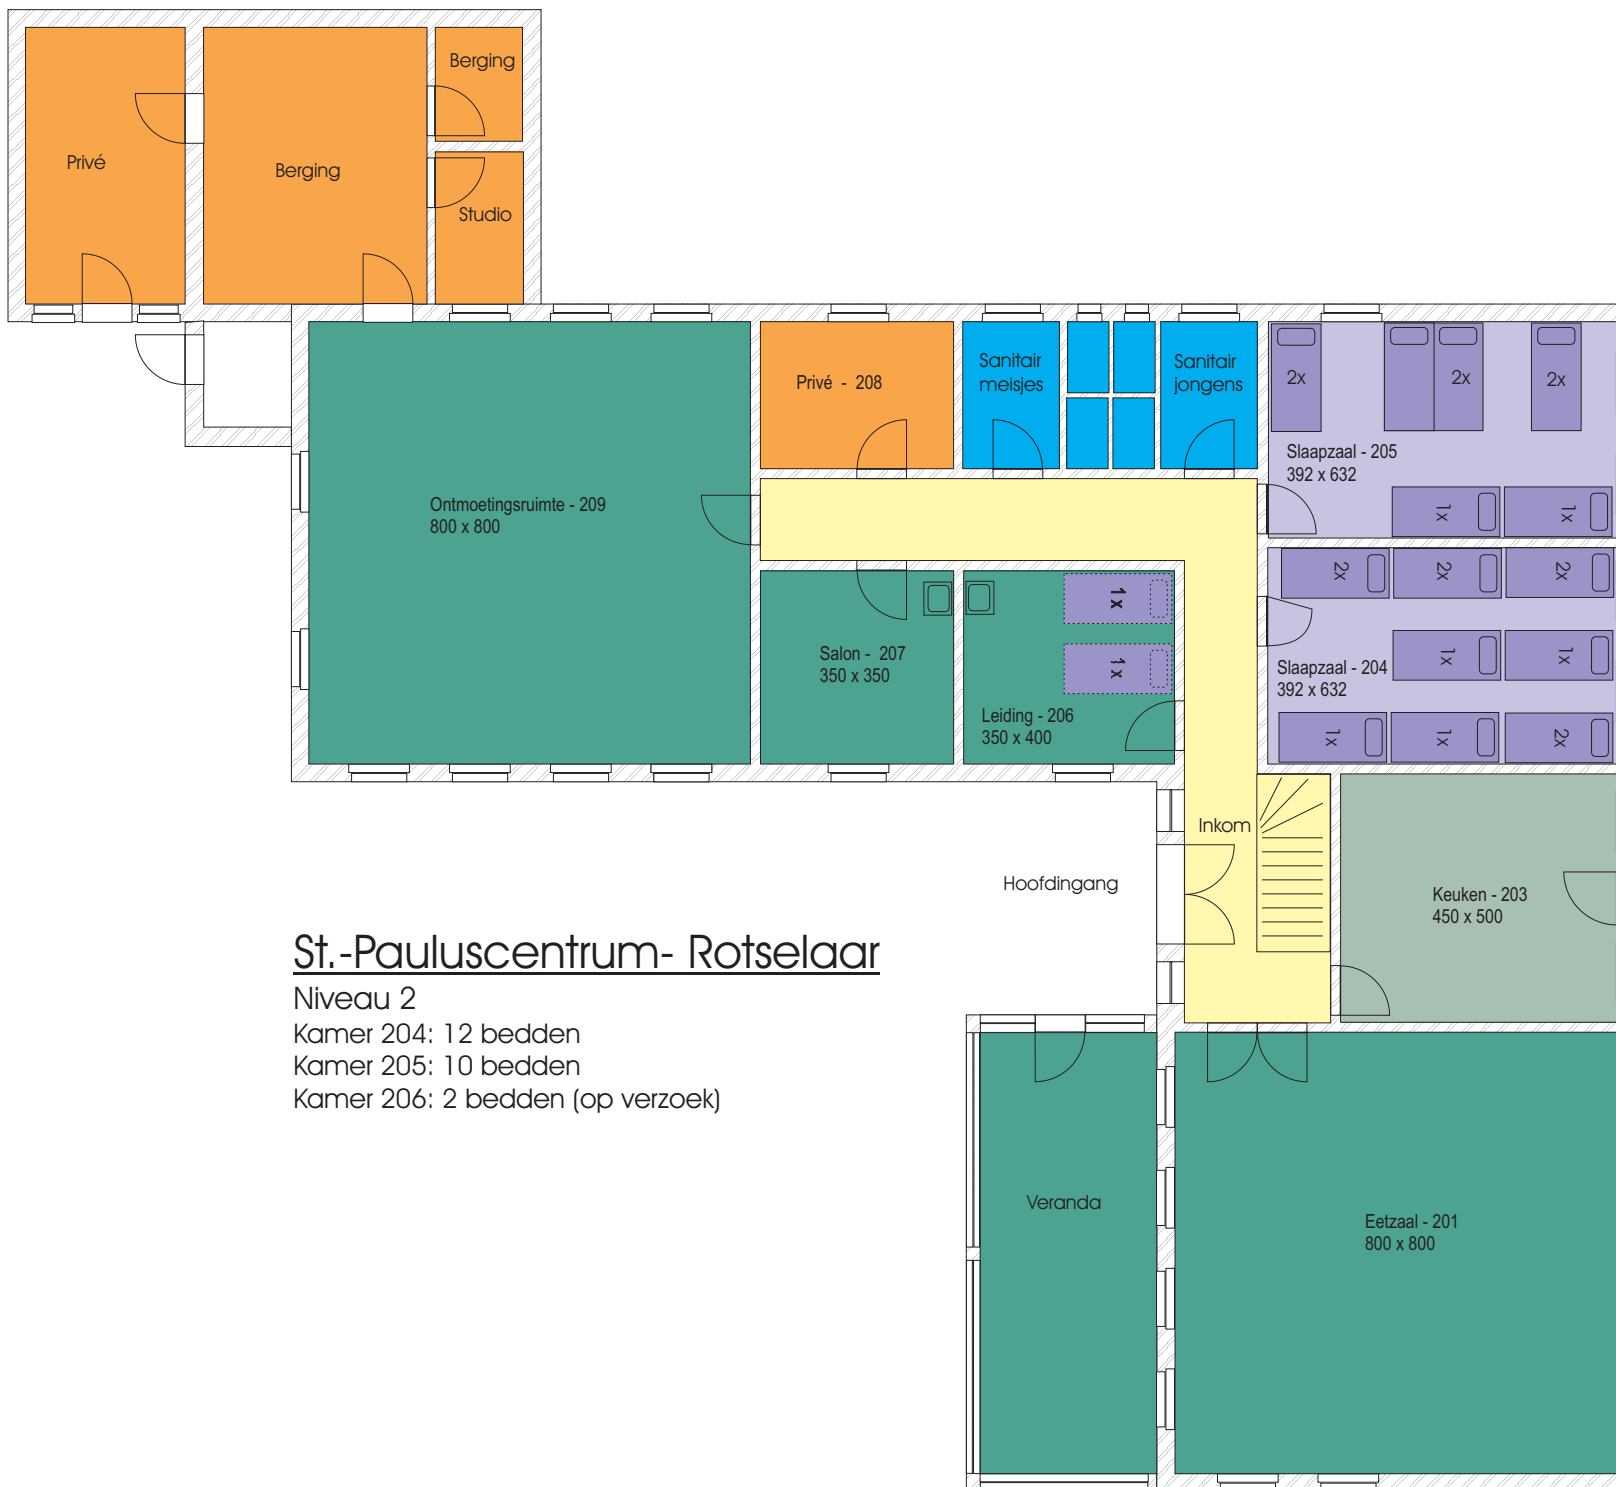 Berging
Privé
Berging
Studio
Privé - 208
Sanitair
meisjes
Sanitair
jongens
2x
2x
2x
Slaapzaal - 205
392 x 632
1x
1x
Ontmoetingsruimte - 209
800 x 800
2x
2x
2x
1x
1x
1x
Salon - 207
350 x 350
1x
Slaapzaal - 204
392 x 632
Leiding - 206
350 x 400
1x
1x
2x
Inkom
Hoofdingang
Keuken - 203
450 x 500
St.-Pauluscentrum- Rotselaar
Niveau 2
Kamer 204: 12 bedden
Kamer 205: 10 bedden
Kamer 206: 2 bedden (op verzoek)
Veranda
Eetzaal - 201
800 x 800